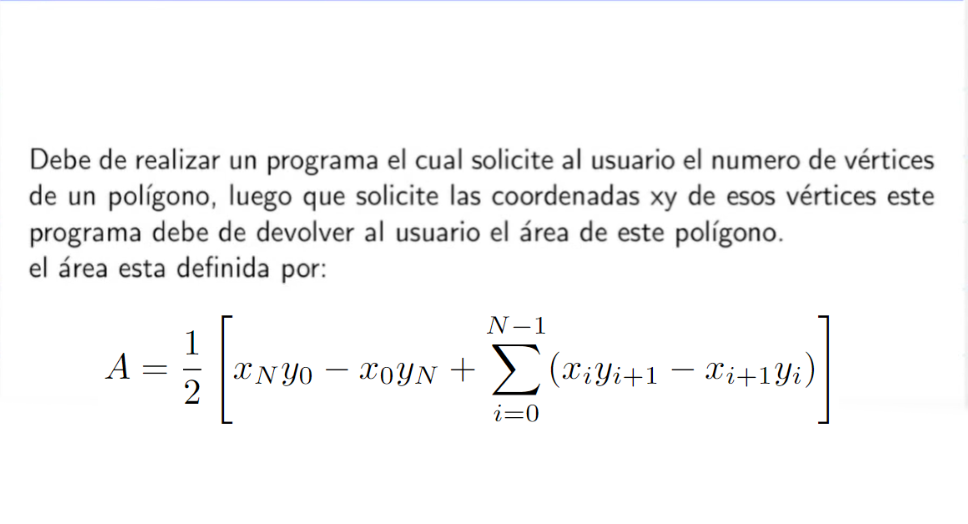 Debe de realizar un programa el cual solicite al usuario el numero de vértices
de un polígono, luego que solicite las coordenadas xy de esos vértices este
programa debe de devolver al usuario el área de este polígono.
el área esta definida por:
A = \frac{1}{2} \left[ x_N y_0 - x_0 y_N + \sum_{i=0}^{N-1} (x_i y_{i+1} - x_{i+1} y_i) \right]